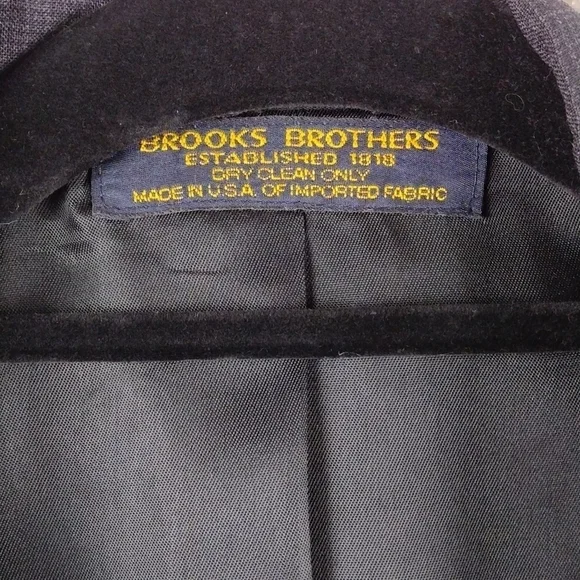 BROOKS BROTHERS
ESTABLISHED 1818
DRY CLEAN ONLY
MADE IN U.S.A. OF IMPORTED FABRIC